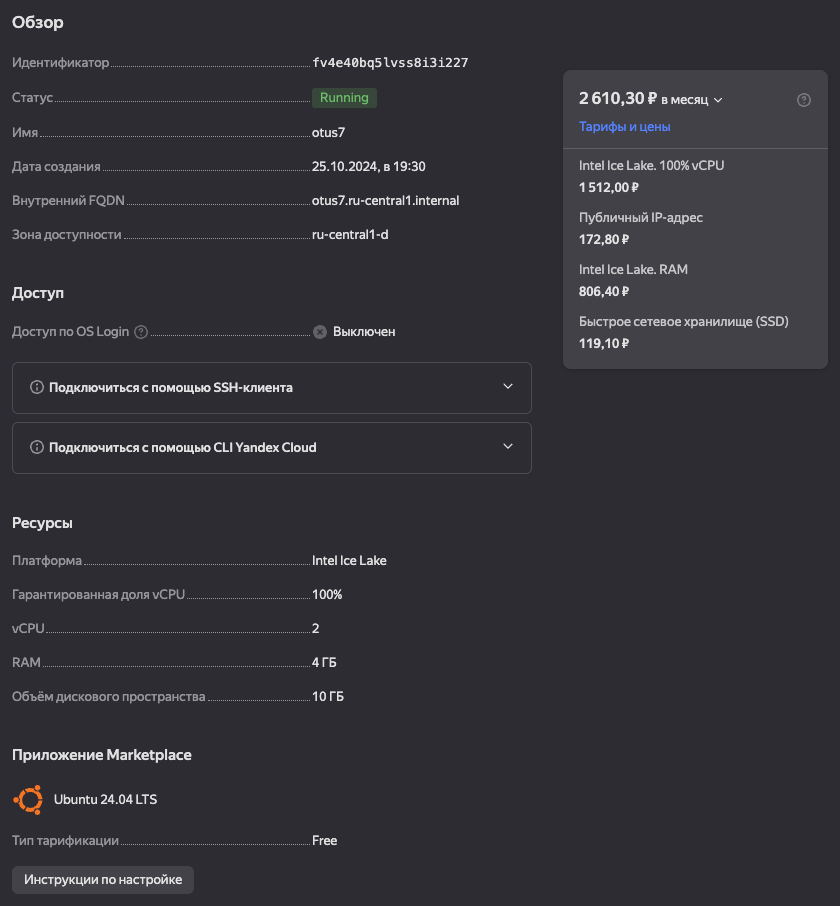 Обзор
Идентификатор fv4e40bq5lvss8i3i227
Статус Running
Имя otus7
Дата создания 25.10.2024, в 19:30
Внутренний FQDN otus7.ru-central1.internal
Зона доступности ru-central1-d
Доступ
Доступ по OS Login Выключен
Подключиться с помощью SSH-клиента
Подключиться с помощью CLI Yandex Cloud
Ресурсы
Платформа Intel Ice Lake
Гарантированная доля vCPU 100%
vCPU 2
RAM 4 ГБ
Объём дискового пространства 10 ГБ
Приложение Marketplace
Ubuntu 24.04 LTS
Тип тарификации Free
Инструкции по настройке
2 610,30 ₽ в месяц
Тарифы и цены
Intel Ice Lake. 100% vCPU
1 512,00 ₽
Публичный IP-адрес
172,80 ₽
Intel Ice Lake. RAM
806,40 ₽
Быстрое сетевое хранилище (SSD)
119,10 ₽